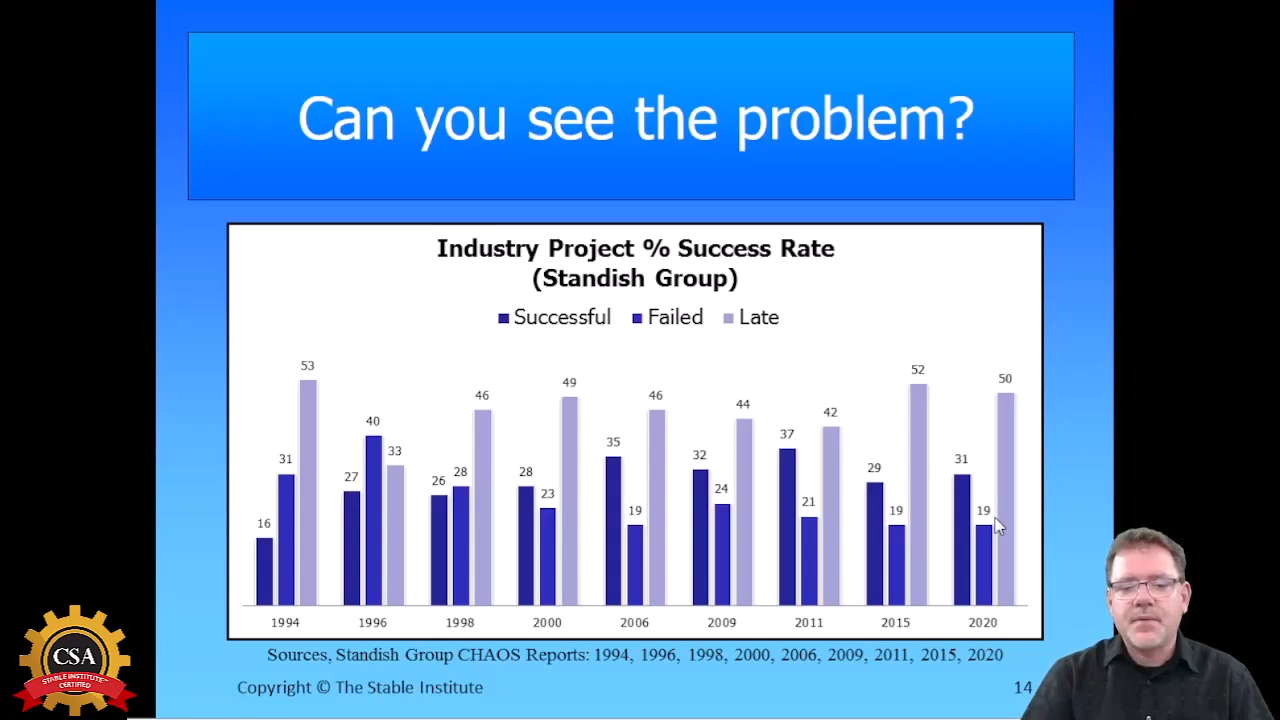 Can you see the problem?
Industry Project % Success Rate
(Standish Group)
Successful Failed Late
53
31
16
40
27
33
46
26
28
49
28
23
46
35
19
44
32
24
42
37
21
52
29
19
50
31
19
1994 1996 1998 2000 2006 2009 2011 2015 2020
Sources, Standish Group CHAOS Reports: 1994, 1996, 1998, 2000, 2006, 2009, 2011, 2015, 2020
Copyright © The Stable Institute 14
CSA
STABLE INSTITUTE™
CERTIFIED